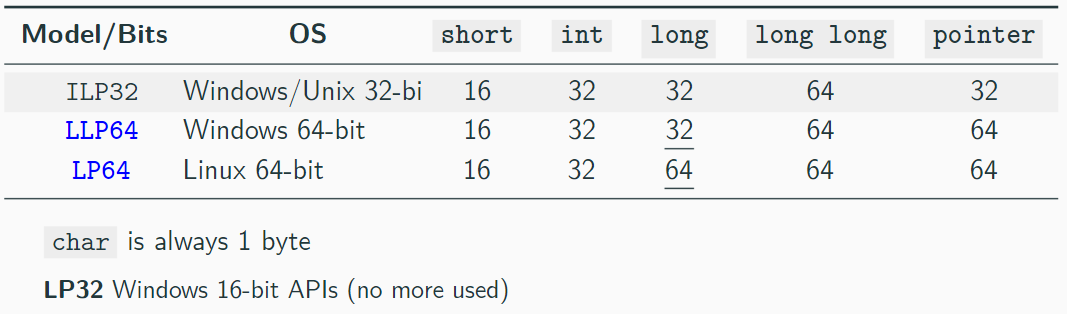 Model/Bits OS short int long long long pointer
ILP32 Windows/Unix 32-bi 16 32 32 64 32
LLP64 Windows 64-bit 16 32 32 64 64
LP64 Linux 64-bit 16 32 64 64 64
char is always 1 byte
LP32 Windows 16-bit APIs (no more used)